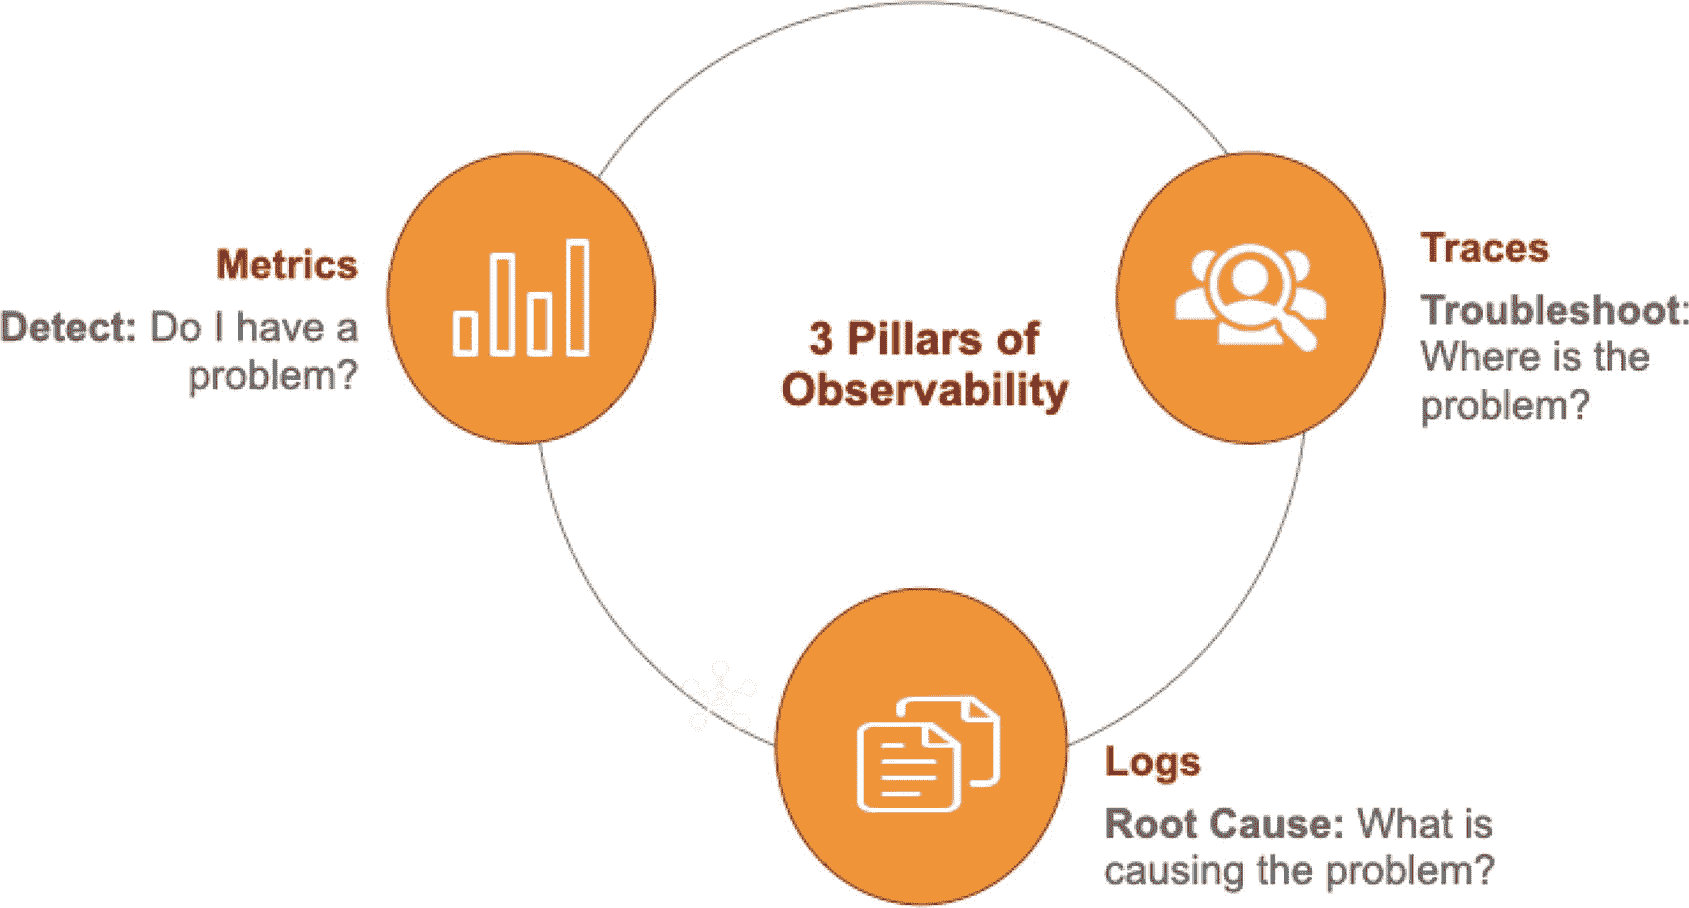 Metrics
Detect: Do I have a
problem?
3 Pillars of
Observability
Traces
Troubleshoot:
Where is the
problem?
Logs
Root Cause: What is
causing the problem?